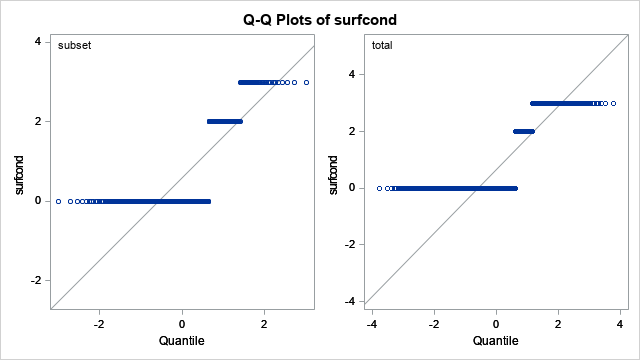 Q-Q Plots of surfcond
subset
total
4
2
0
-2
surfcond
-2
0
2
Quantile
4
2
0
-2
-4
surfcond
-4
-2
0
2
4
Quantile